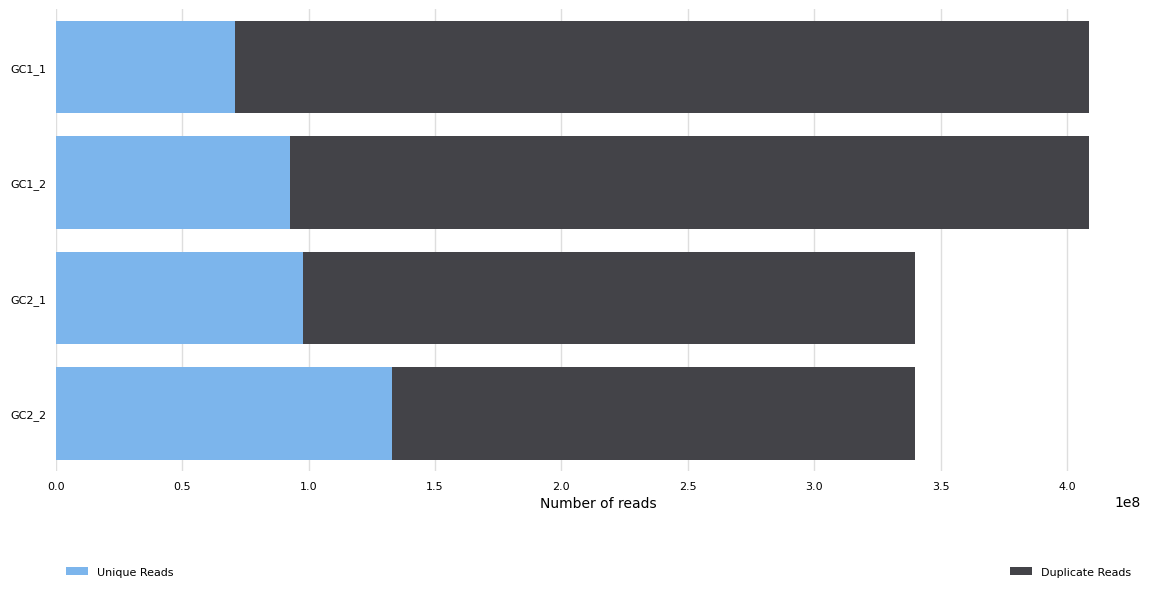 GC1_1
GC1_2
GC2_1
GC2_2
0.0 0.5 1.0 1.5 2.0 2.5 3.0 3.5 4.0
Number of reads
1e8
Unique Reads Duplicate Reads